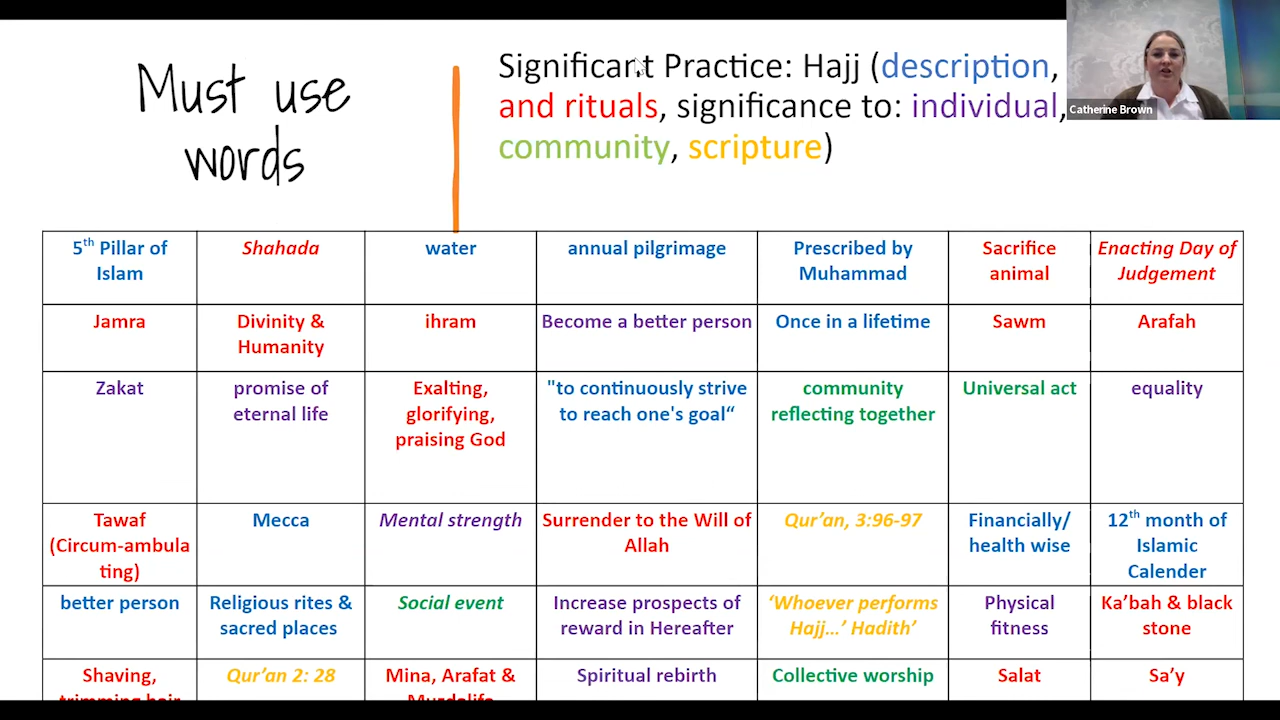 Must use
words
Significant Practice: Hajj (description,
and rituals, significance to: individual,
community, scripture)
Catherine Brown
5th Pillar of
Islam
Shahada
water
annual pilgrimage
Prescribed by
Muhammad
Sacrifice
animal
Enacting Day of
Judgement
Jamra
Divinity &
Humanity
ihram
Become a better person
Once in a lifetime
Sawm
Arafah
Zakat
promise of
eternal life
Exalting,
glorifying,
praising God
"to continuously strive
to reach one's goal“
community
reflecting together
Universal act
equality
Tawaf
(Circum-ambula
ting)
Mecca
Mental strength
Surrender to the Will of
Allah
Qur’an, 3:96-97
Financially/
health wise
12th month of
Islamic
Calender
better person
Religious rites &
sacred places
Social event
Increase prospects of
reward in Hereafter
‘Whoever performs
Hajj…’ Hadith’
Physical
fitness
Ka’bah & black
stone
Shaving,
trimming hair
Qur’an 2: 28
Mina, Arafat &
Spiritual rebirth
Collective worship
Salat
Sa’y